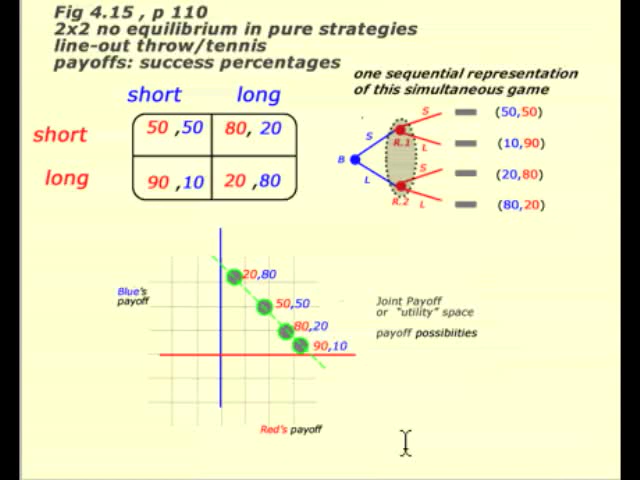 Fig 4.15 , p 110
2x2 no equilibrium in pure strategies
line-out throw/tennis
payoffs: success percentages
one sequential representation
of this simultaneous game
short long
short 50 ,50 80, 20
long 90 ,10 20 ,80
B S L R.1 R.2
S (50,50)
L (10,90)
S (20,80)
L (80,20)
Blue's
payoff
20,80
50,50
80,20
90,10
Joint Payoff
or "utility" space
payoff possibiities
Red's payoff